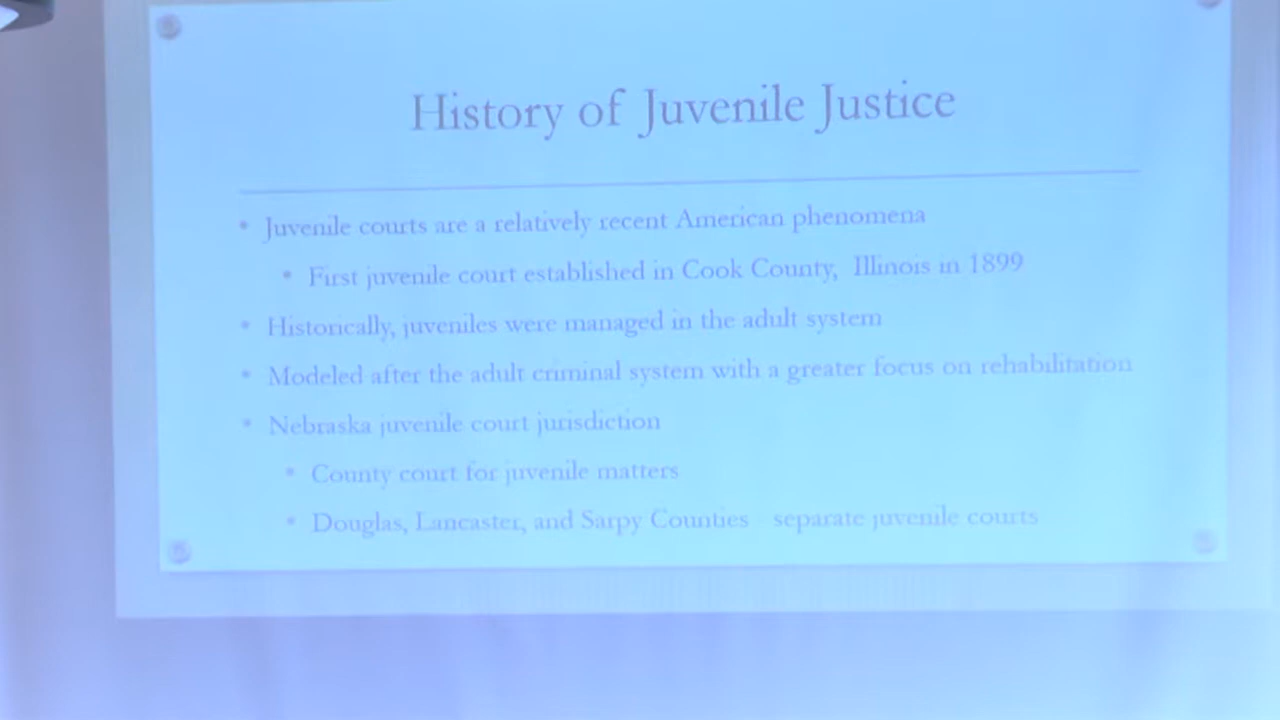 History of Juvenile Justice
• Juvenile courts are a relatively recent American phenomena
• First juvenile court established in Cook County, Illinois in 1899
• Historically, juveniles were managed in the adult system
• Modeled after the adult criminal system with a greater focus on rehabilitation
• Nebraska juvenile court jurisdiction
• County court for juvenile matters
• Douglas, Lancaster, and Sarpy Counties separate juvenile courts